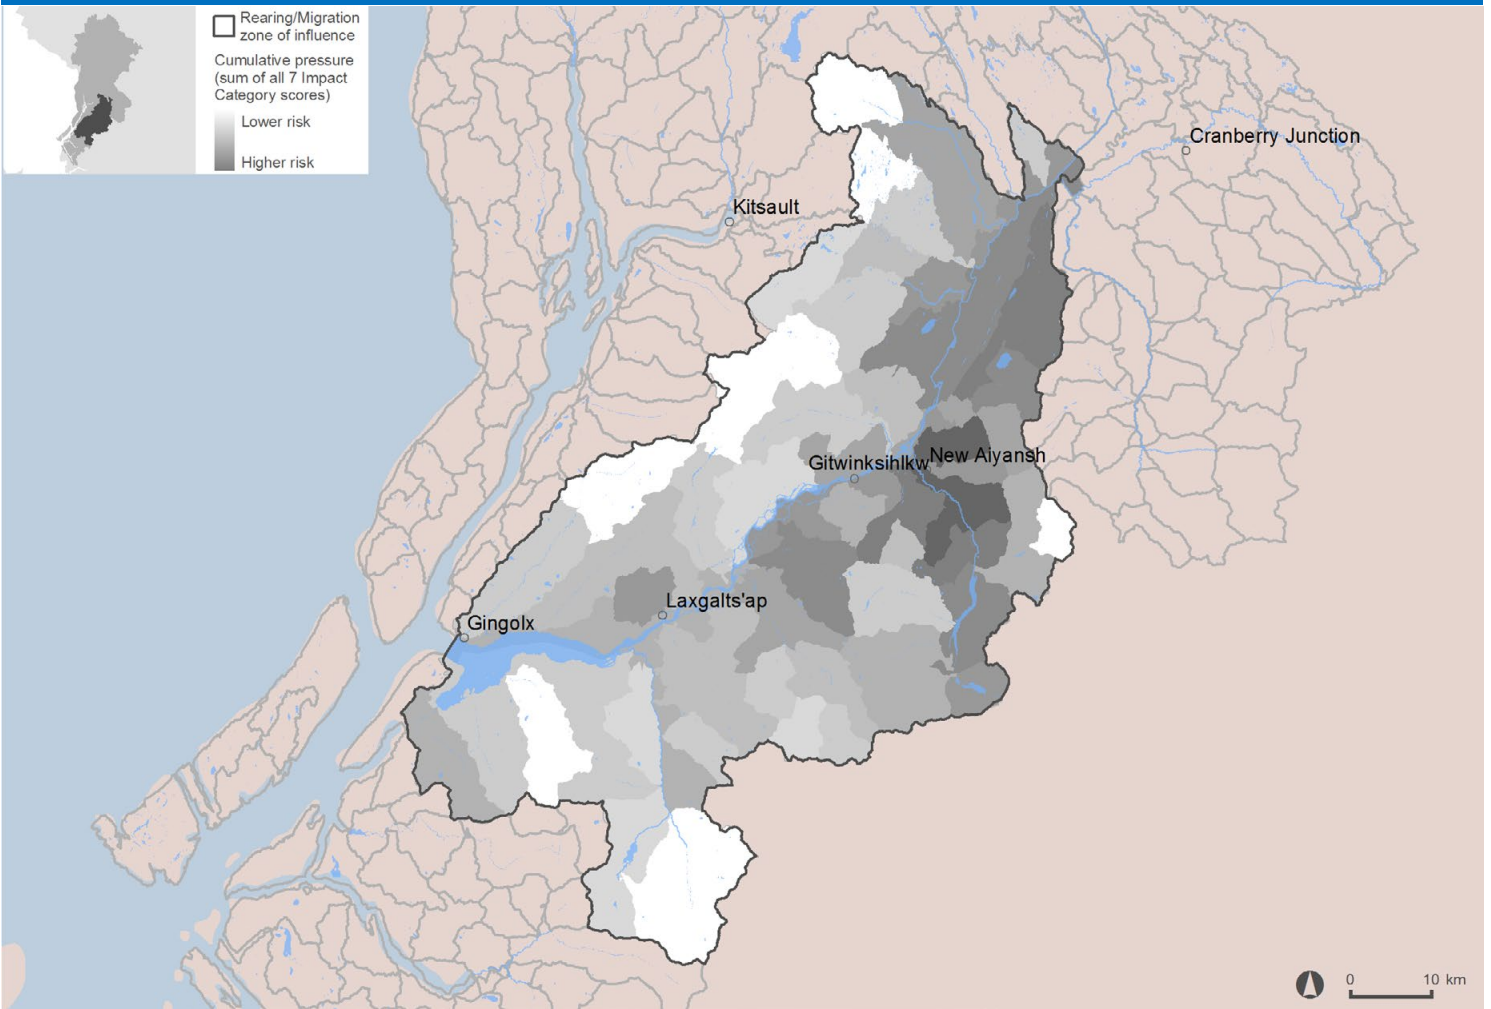 Rearing/Migration
zone of influence
Cumulative pressure
(sum of all 7 Impact
Category scores)
Lower risk
Higher risk
Cranberry Junction
Kitsault
Gitwinksihlkw
New Aiyansh
Laxgalts'ap
Gingolx
0 10 km